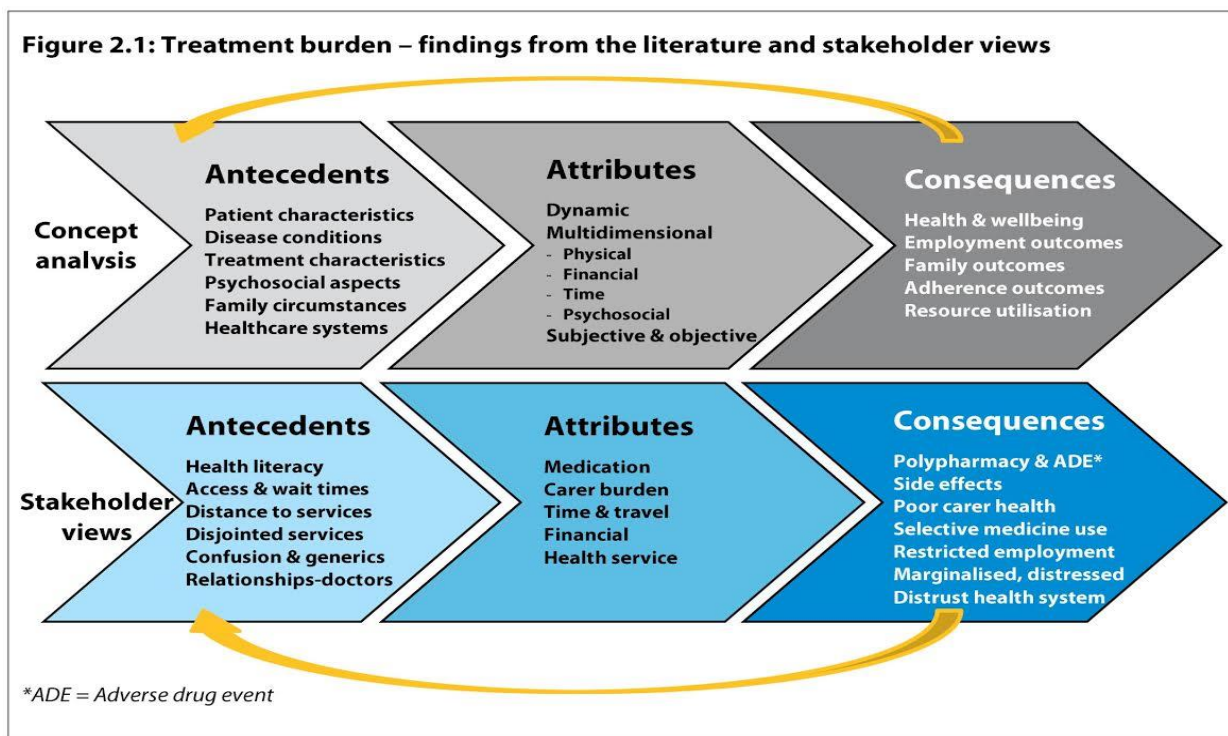 Figure 2.1: Treatment burden – findings from the literature and stakeholder views
Concept
analysis
Antecedents
Patient characteristics
Disease conditions
Treatment characteristics
Psychosocial aspects
Family circumstances
Healthcare systems
Attributes
Dynamic
Multidimensional
- Physical
- Financial
- Time
- Psychosocial
Subjective & objective
Consequences
Health & wellbeing
Employment outcomes
Family outcomes
Adherence outcomes
Resource utilisation
Stakeholder
views
Antecedents
Health literacy
Access & wait times
Distance to services
Disjointed services
Confusion & generics
Relationships-doctors
Attributes
Medication
Carer burden
Time & travel
Financial
Health service
Consequences
Polypharmacy & ADE*
Side effects
Poor carer health
Selective medicine use
Restricted employment
Marginalised, distressed
Distrust health system
*ADE = Adverse drug event